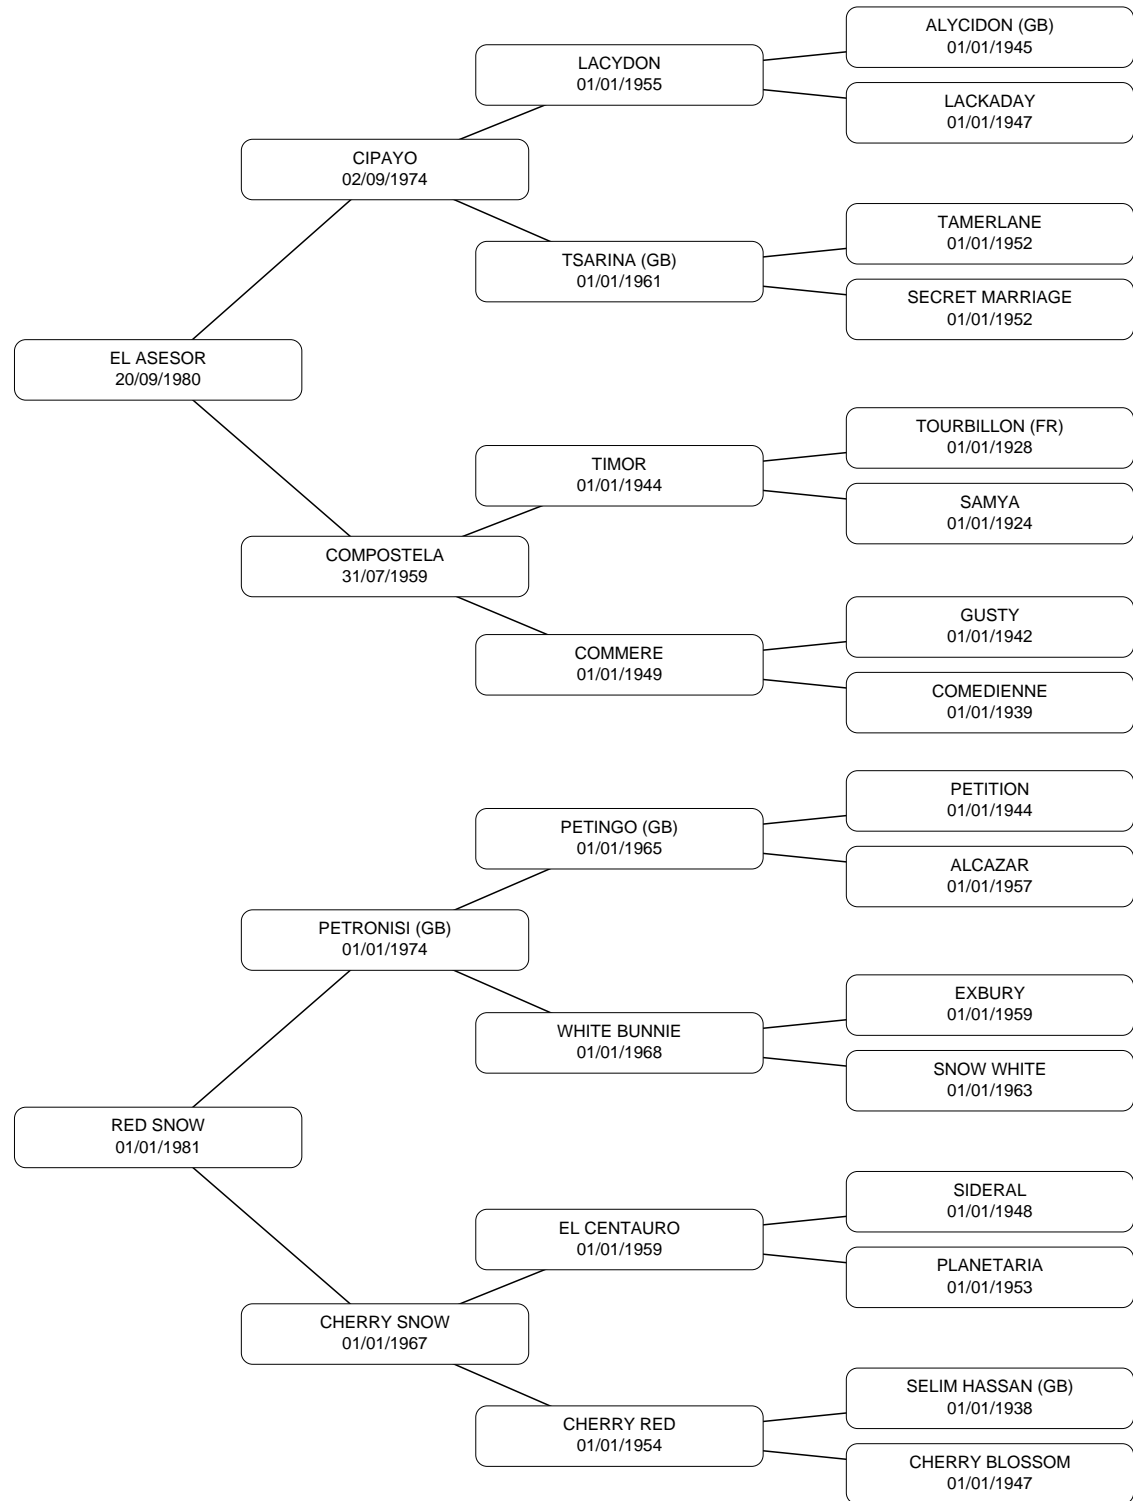 ALYCIDON (GB)
01/01/1945
LACYDON
01/01/1955
LACKADAY
01/01/1947
CIPAYO
02/09/1974
TAMERLANE
01/01/1952
TSARINA (GB)
01/01/1961
SECRET MARRIAGE
01/01/1952
EL ASESOR
20/09/1980
TOURBILLON (FR)
01/01/1928
TIMOR
01/01/1944
SAMYA
01/01/1924
COMPOSTELA
31/07/1959
GUSTY
01/01/1942
COMMERE
01/01/1949
COMEDIENNE
01/01/1939
PETITION
01/01/1944
PETINGO (GB)
01/01/1965
ALCAZAR
01/01/1957
PETRONISI (GB)
01/01/1974
EXBURY
01/01/1959
WHITE BUNNIE
01/01/1968
SNOW WHITE
01/01/1963
RED SNOW
01/01/1981
SIDERAL
01/01/1948
EL CENTAURO
01/01/1959
PLANETARIA
01/01/1953
CHERRY SNOW
01/01/1967
SELIM HASSAN (GB)
01/01/1938
CHERRY RED
01/01/1954
CHERRY BLOSSOM
01/01/1947